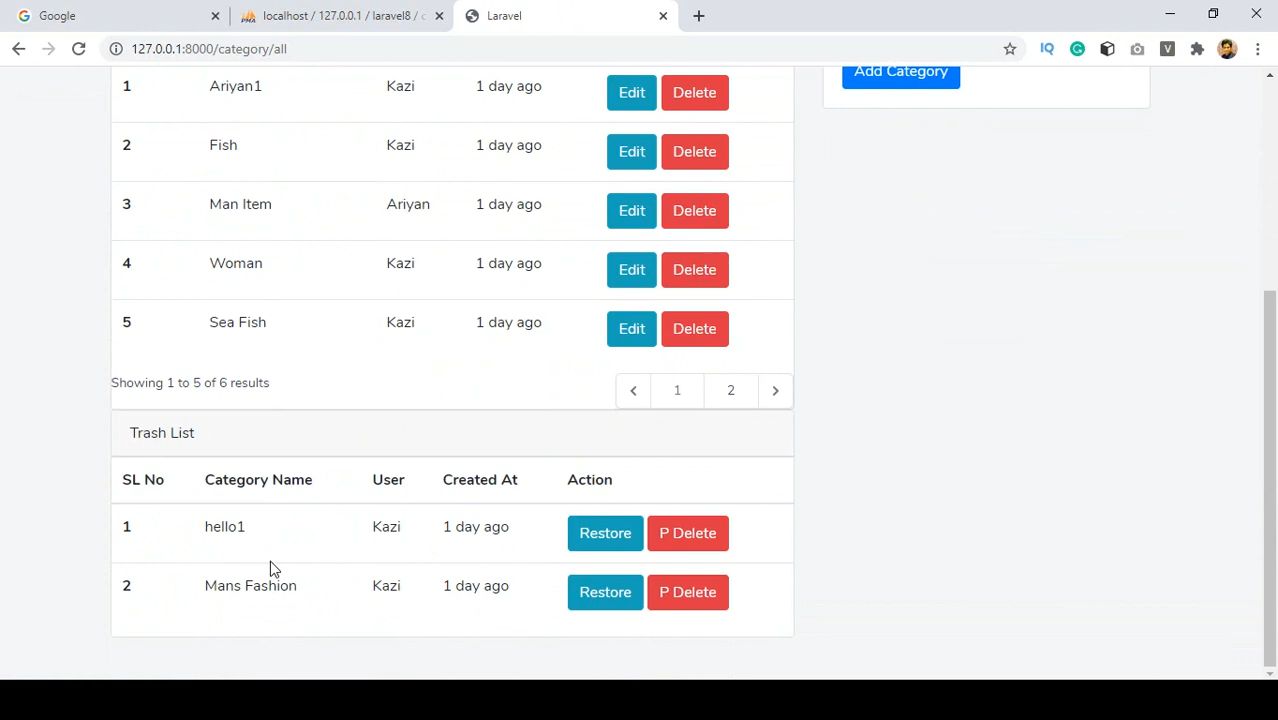 Google
localhost / 127.0.0.1 / laravel8 / c
Laravel
127.0.0.1:8000/category/all
Add Category
1 Ariyan1 Kazi 1 day ago Edit Delete
2 Fish Kazi 1 day ago Edit Delete
3 Man Item Ariyan 1 day ago Edit Delete
4 Woman Kazi 1 day ago Edit Delete
5 Sea Fish Kazi 1 day ago Edit Delete
Showing 1 to 5 of 6 results
1 2
Trash List
SL No Category Name User Created At Action
1 hello1 Kazi 1 day ago Restore P Delete
2 Mans Fashion Kazi 1 day ago Restore P Delete